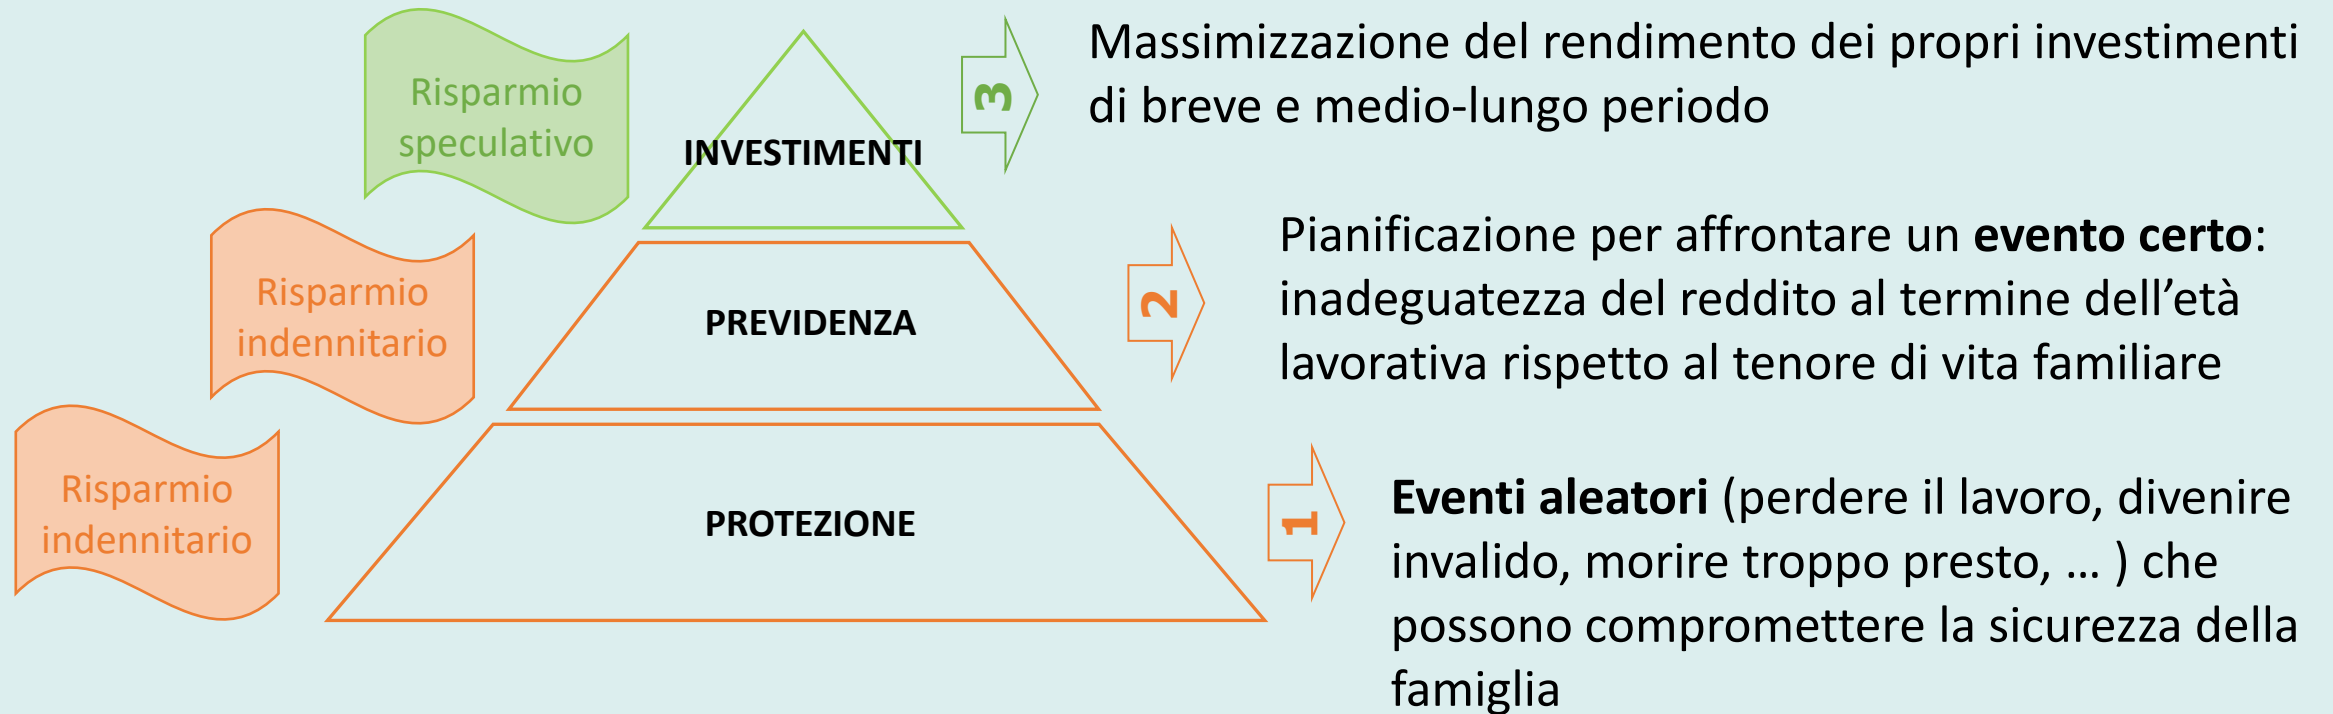 Risparmio
speculativo
INVESTIMENTI
3
Massimizzazione del rendimento dei propri investimenti
di breve e medio-lungo periodo
Risparmio
indennitario
PREVIDENZA
2
Pianificazione per affrontare un evento certo:
inadeguatezza del reddito al termine dell’età
lavorativa rispetto al tenore di vita familiare
Risparmio
indennitario
PROTEZIONE
1
Eventi aleatori (perdere il lavoro, divenire
invalido, morire troppo presto, … ) che
possono compromettere la sicurezza della
famiglia